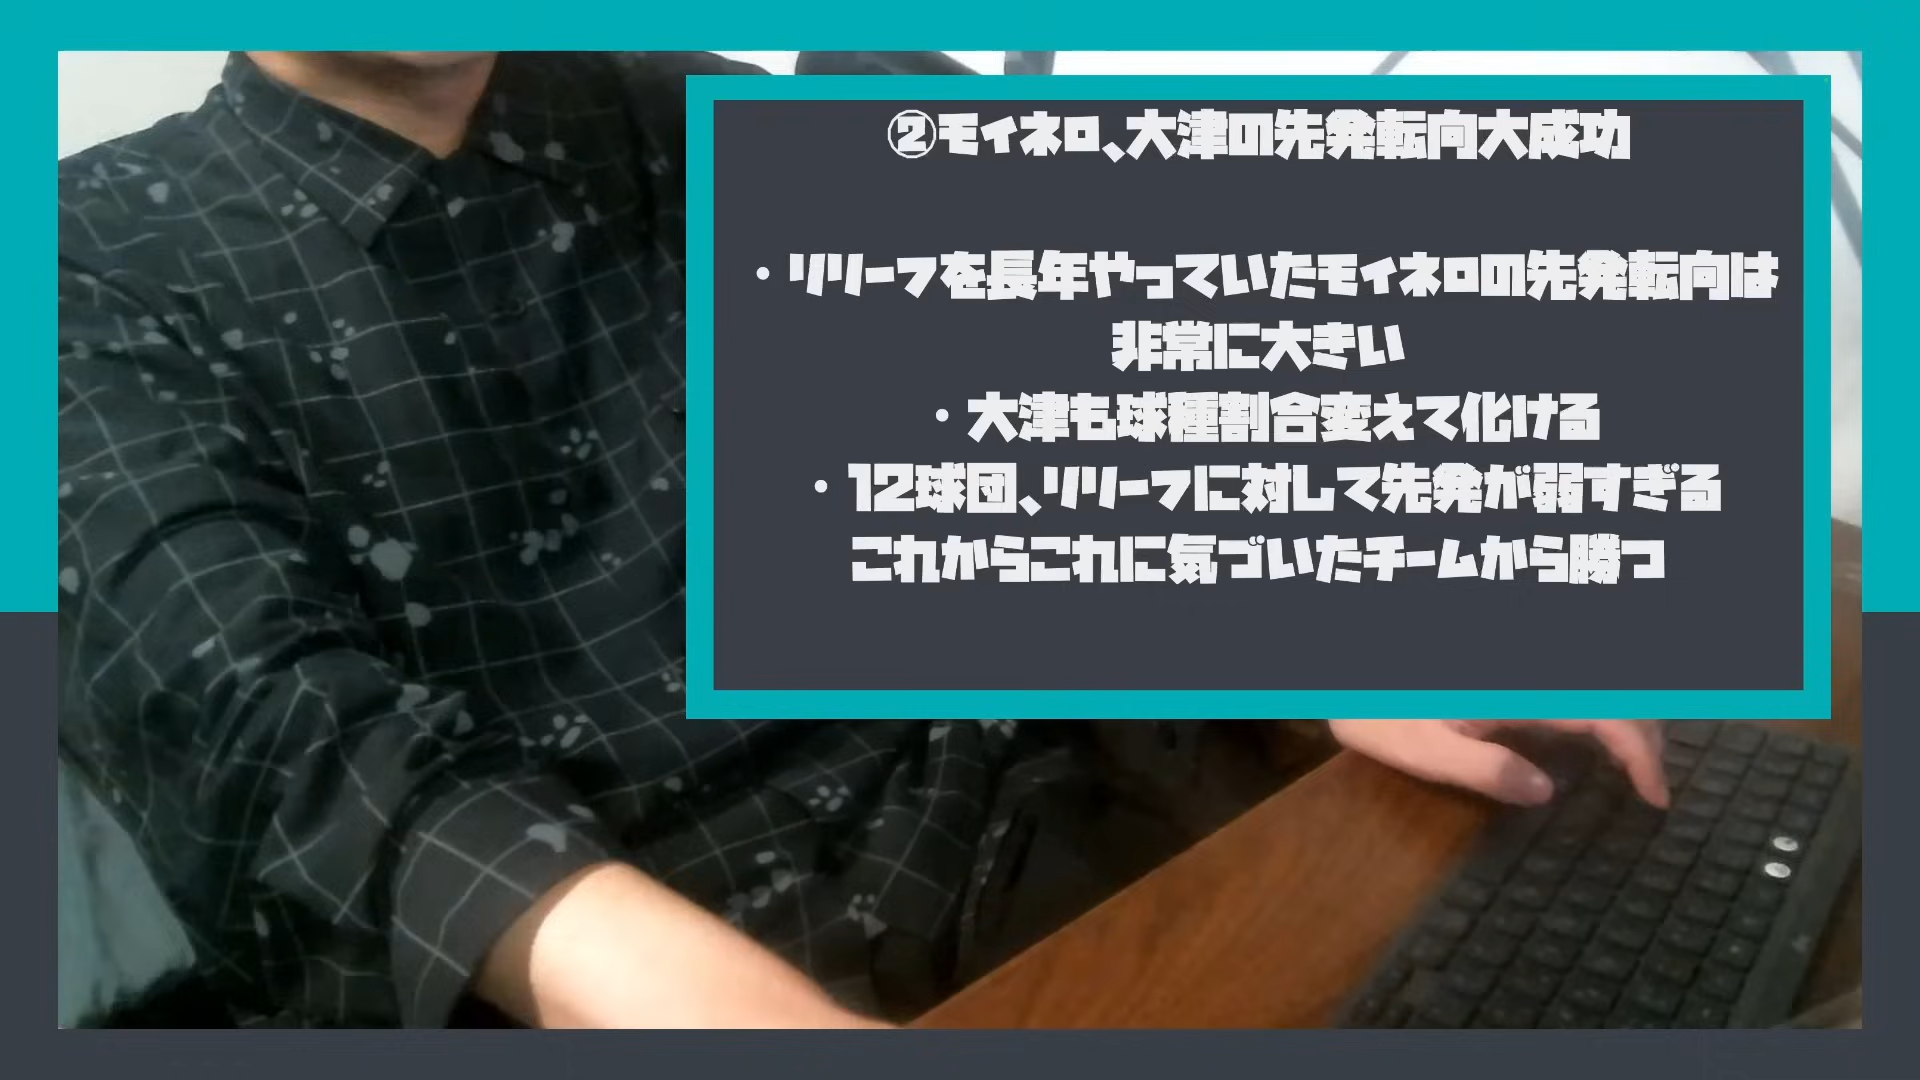 ②モイネロ、大津の先発転向大成功
・リリーフを長年やっていたモイネロの先発転向は
非常に大きい
・大津も球種割合変えて化ける
・12球団、リリーフに対して先発が弱すぎる
これからこれに気づいたチームから勝つ